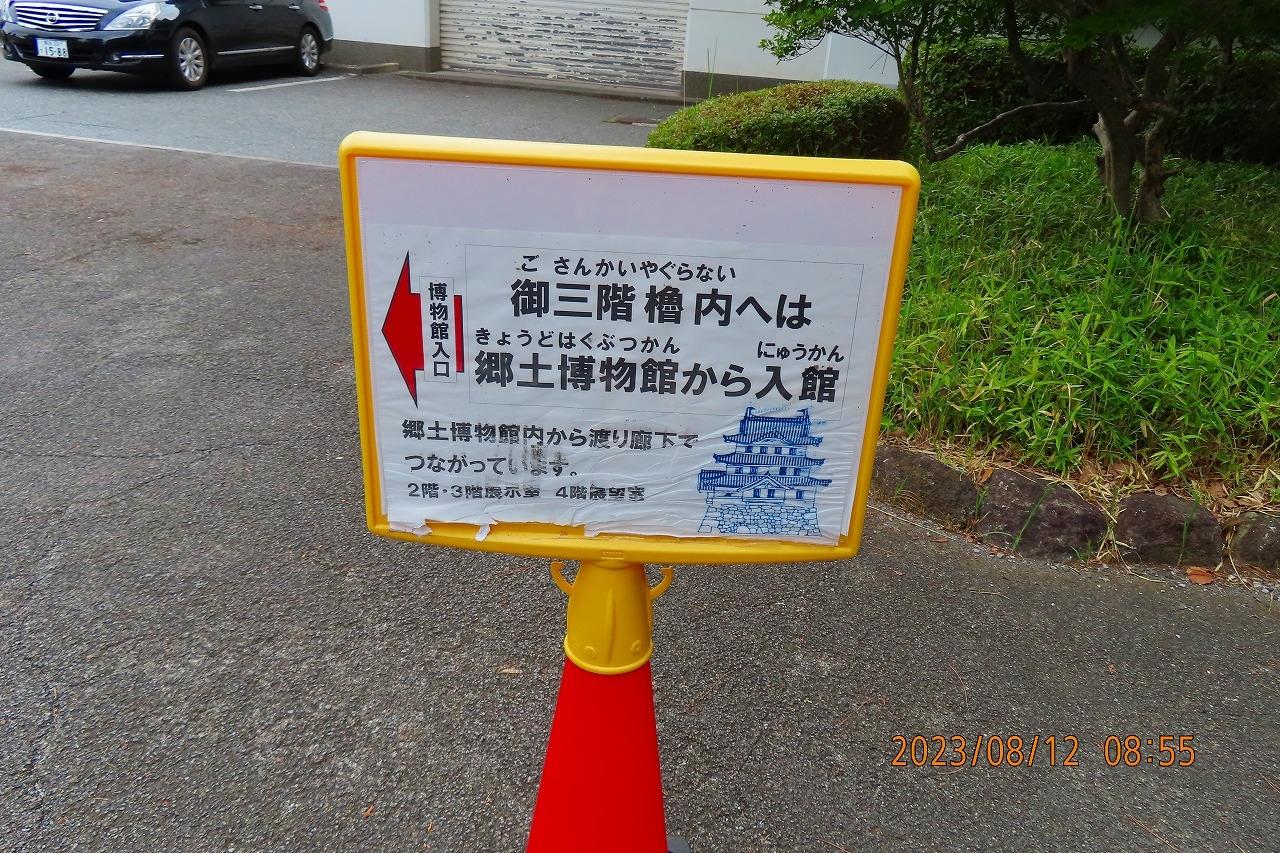 ご さんかいやぐらない
御三階櫓内へは
きょうどはくぶつかん にゅうかん
郷土博物館から入館
博物館入口
郷土博物館内から渡り廊下で
つながっています。
2階・3階展示室 4階展望室
1588
2023/08/12 08:55